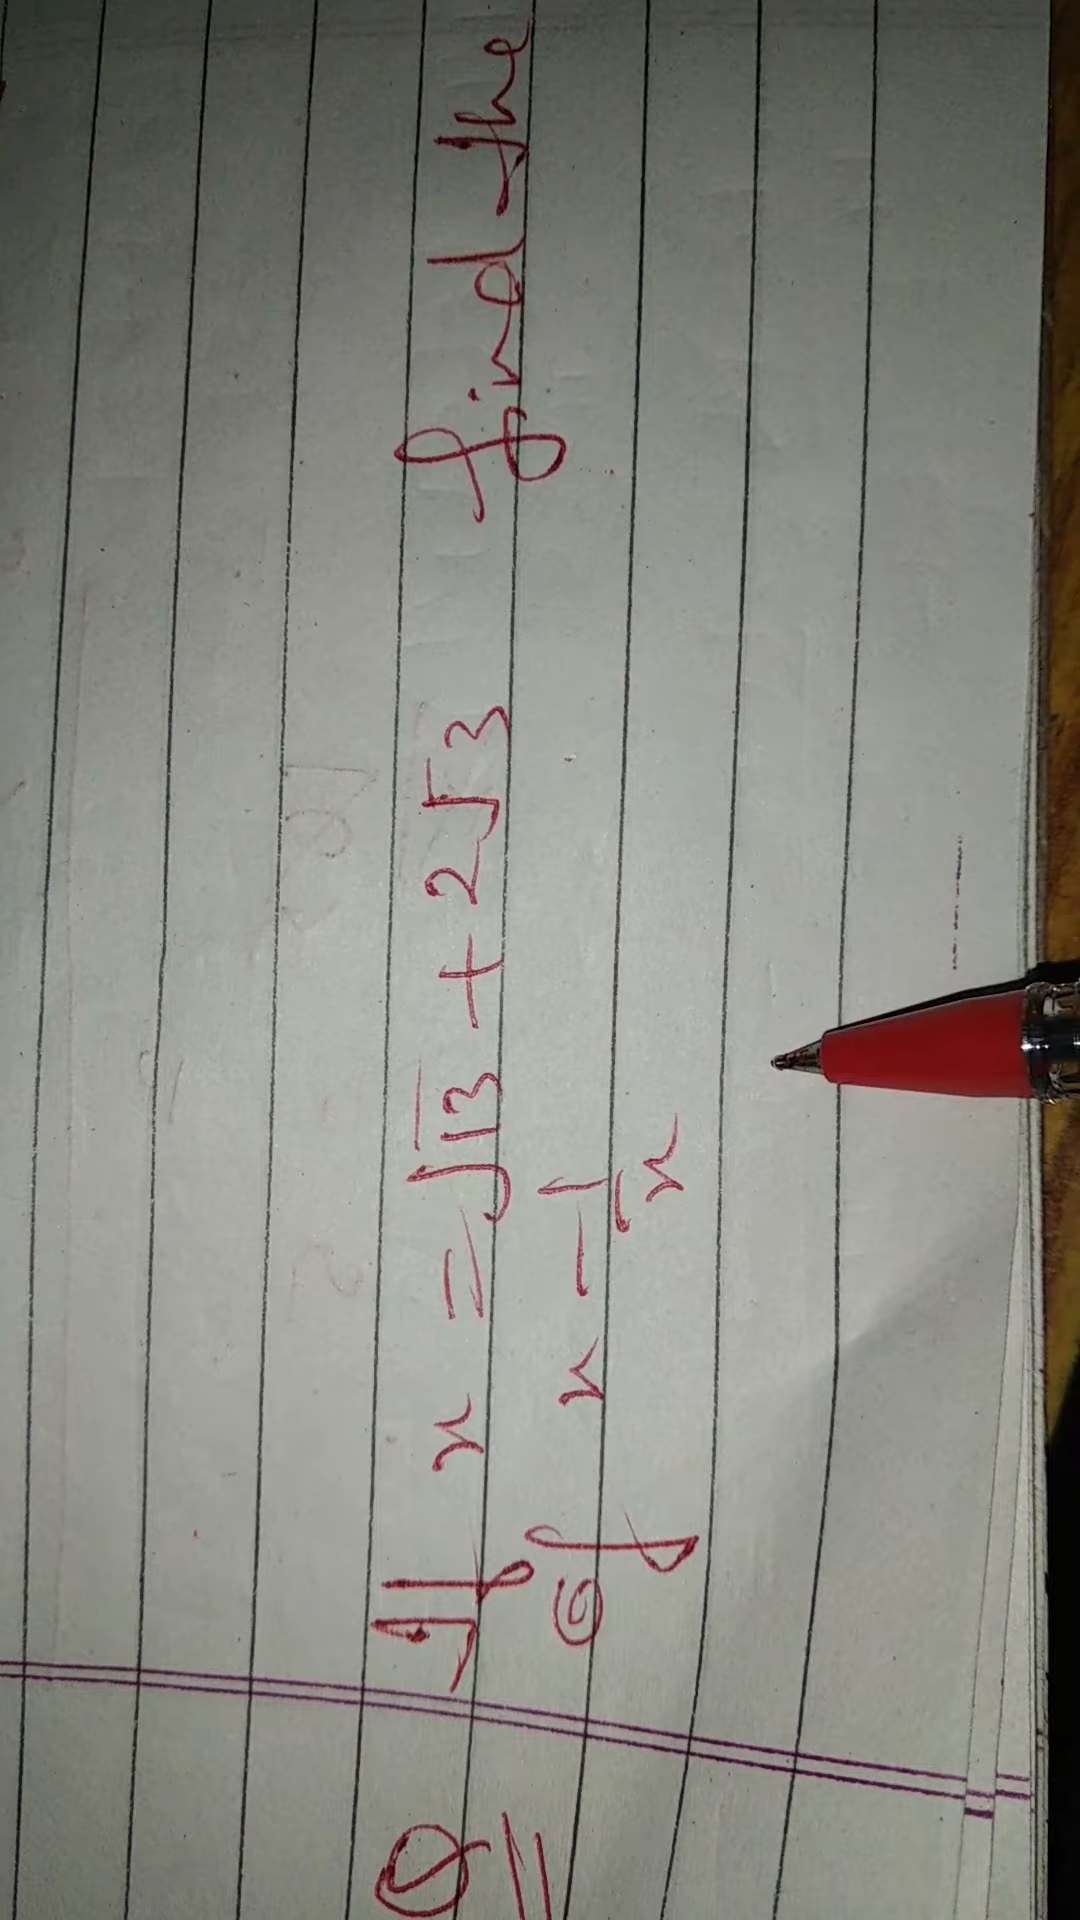 Q If x = √13 + 2√3 find the
of x - 1/x